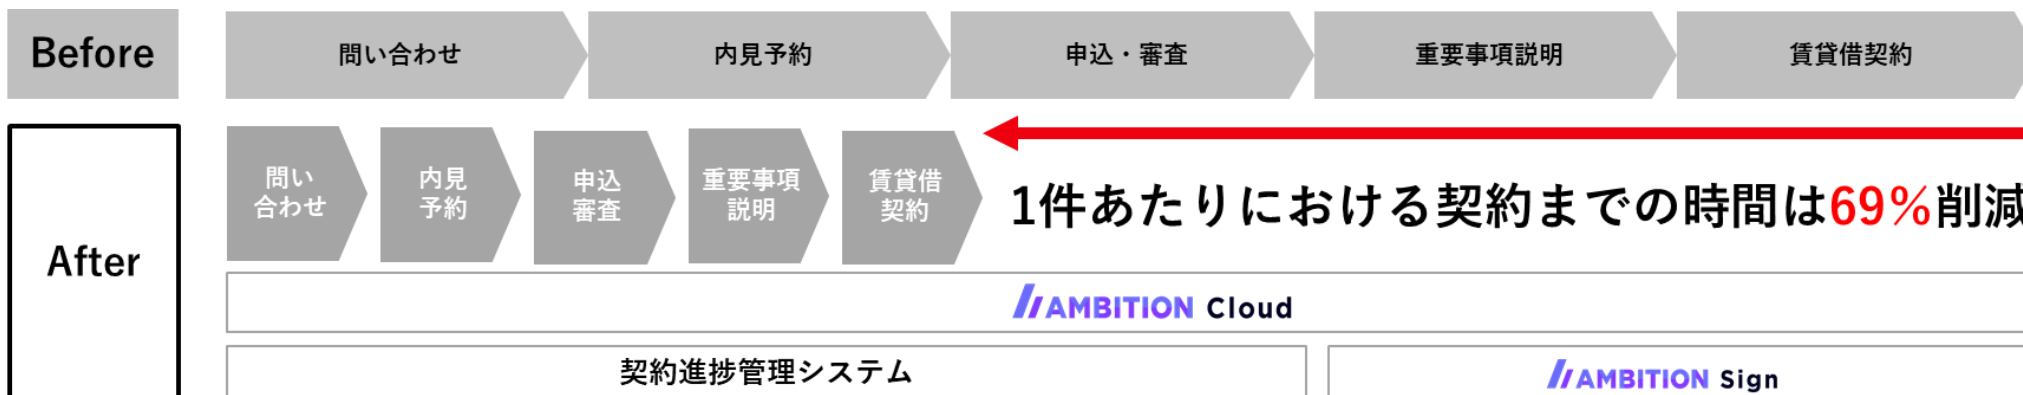 Before
問い合わせ
内見予約
申込・審査
重要事項説明
賃貸借契約
After
問い
合わせ
内見
予約
申込
審査
重要事項
説明
賃貸借
契約
1件あたりにおける契約までの時間は69%削減
AMBITION Cloud
契約進捗管理システム
AMBITION Sign